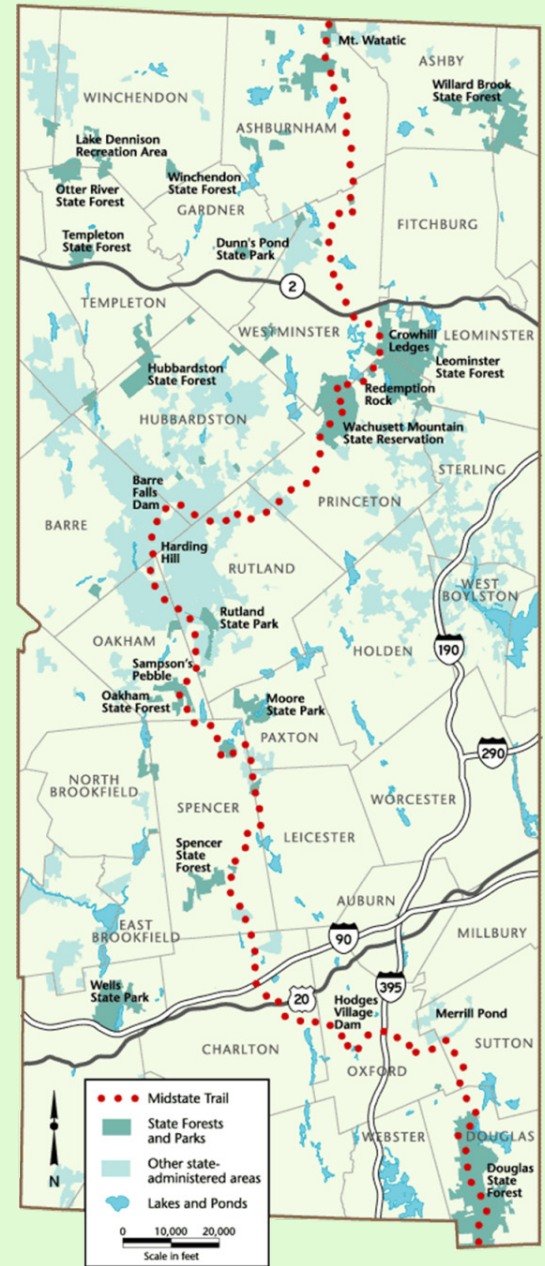 Mt. Watatic
ASHBY
WINCHENDON
Willard Brook
State Forest
ASHBURNHAM
Lake Dennison
Recreation Area
Otter River
State Forest
Winchendon
State Forest
GARDNER
FITCHBURG
Templeton
State Forest
Dunn's Pond
State Park
2
TEMPLETON
WESTMINSTER
Crowhill
Ledges
LEOMINSTER
Leominster
State Forest
Hubbardston
State Forest
Redemption
Rock
HUBBARDSTON
Wachusett Mountain
State Reservation
STERLING
Barre
Falls
Dam
PRINCETON
BARRE
Harding
Hill
RUTLAND
WEST
BOYLSTON
Rutland
State Park
OAKHAM
HOLDEN
190
Sampson's
Pebble
Oakham
State Forest
Moore
State Park
PAXTON
290
NORTH
BROOKFIELD
SPENCER
WORCESTER
LEICESTER
Spencer
State
Forest
AUBURN
EAST
BROOKFIELD
90
MILLBURY
Wells
State Park
20
395
Hodges
Village
Dam
Merrill Pond
SUTTON
CHARLTON
OXFORD
WEBSTER
DOUGLAS
Douglas
State
Forest
N
Midstate Trail
State Forests
and Parks
Other state-
administered areas
Lakes and Ponds
0 10,000 20,000
Scale in feet